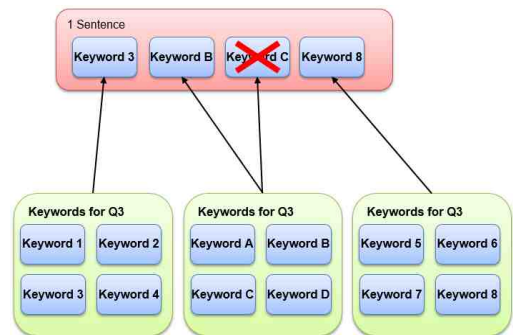 1 Sentence
Keyword 3 Keyword B Keyword C Keyword 8
Keywords for Q3 Keywords for Q3 Keywords for Q3
Keyword 1 Keyword 2 Keyword A Keyword B Keyword 5 Keyword 6
Keyword 3 Keyword 4 Keyword C Keyword D Keyword 7 Keyword 8